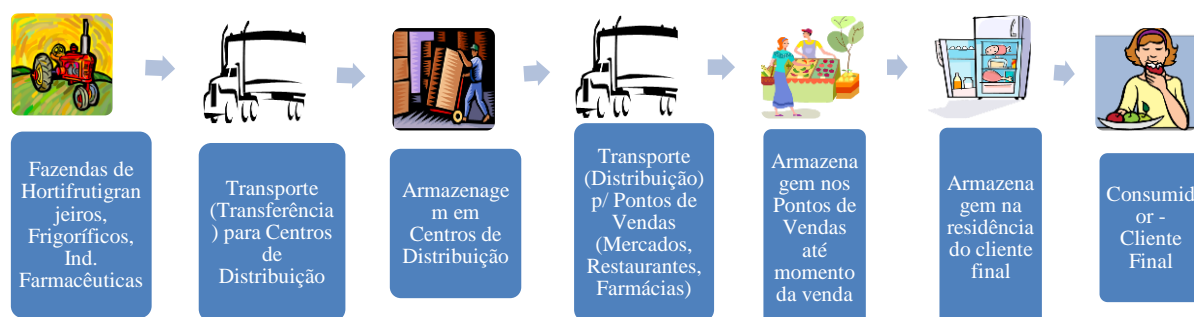 Fazendas de
Hortifrutigran
jeiros,
Frigoríficos,
Ind.
Farmacêuticas
Transporte
(Transferência
) para Centros
de
Distribuição
Armazenage
m em
Centros de
Distribuição
Transporte
(Distribuição)
p/ Pontos de
Vendas
(Mercados,
Restaurantes,
Farmácias)
Armazena
gem nos
Pontos de
Vendas
até
momento
da venda
Armazena
gem na
residência
do cliente
final
Consumid
or -
Cliente
Final